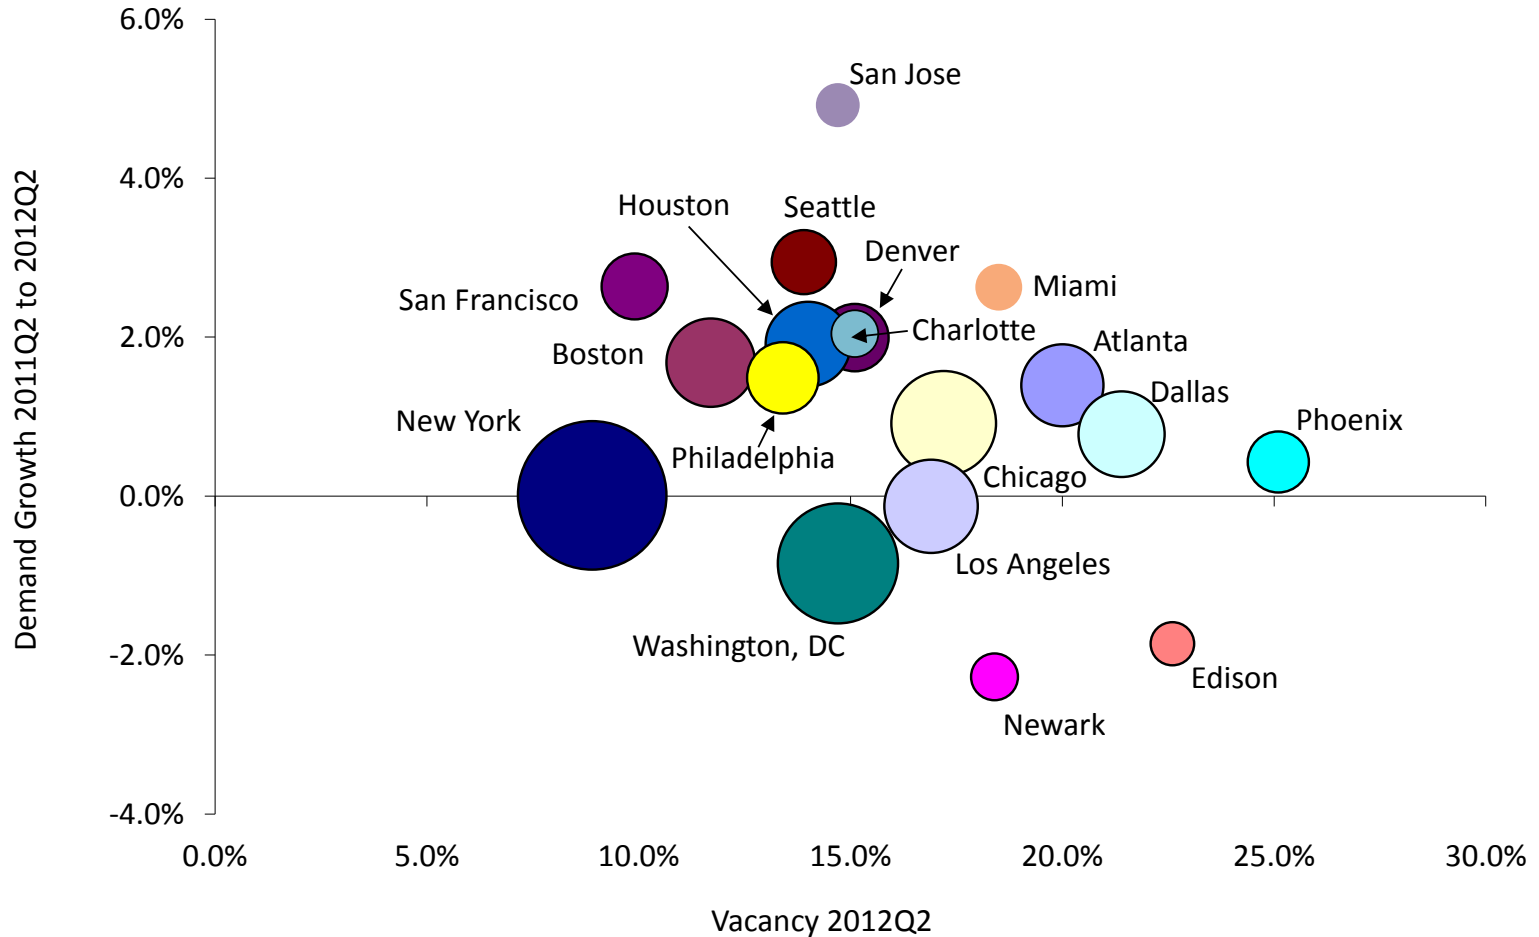 6.0%
San Jose
4.0%
Houston
Seattle
Denver
San Francisco
Miami
2.0%
Charlotte
Boston
Atlanta
Dallas
New York
Phoenix
Philadelphia
Chicago
0.0%
Los Angeles
Washington, DC
-2.0%
Edison
Newark
-4.0%
0.0%
5.0%
10.0%
15.0%
20.0%
25.0%
30.0%
Vacancy 2012Q2
Demand Growth 2011Q2 to 2012Q2